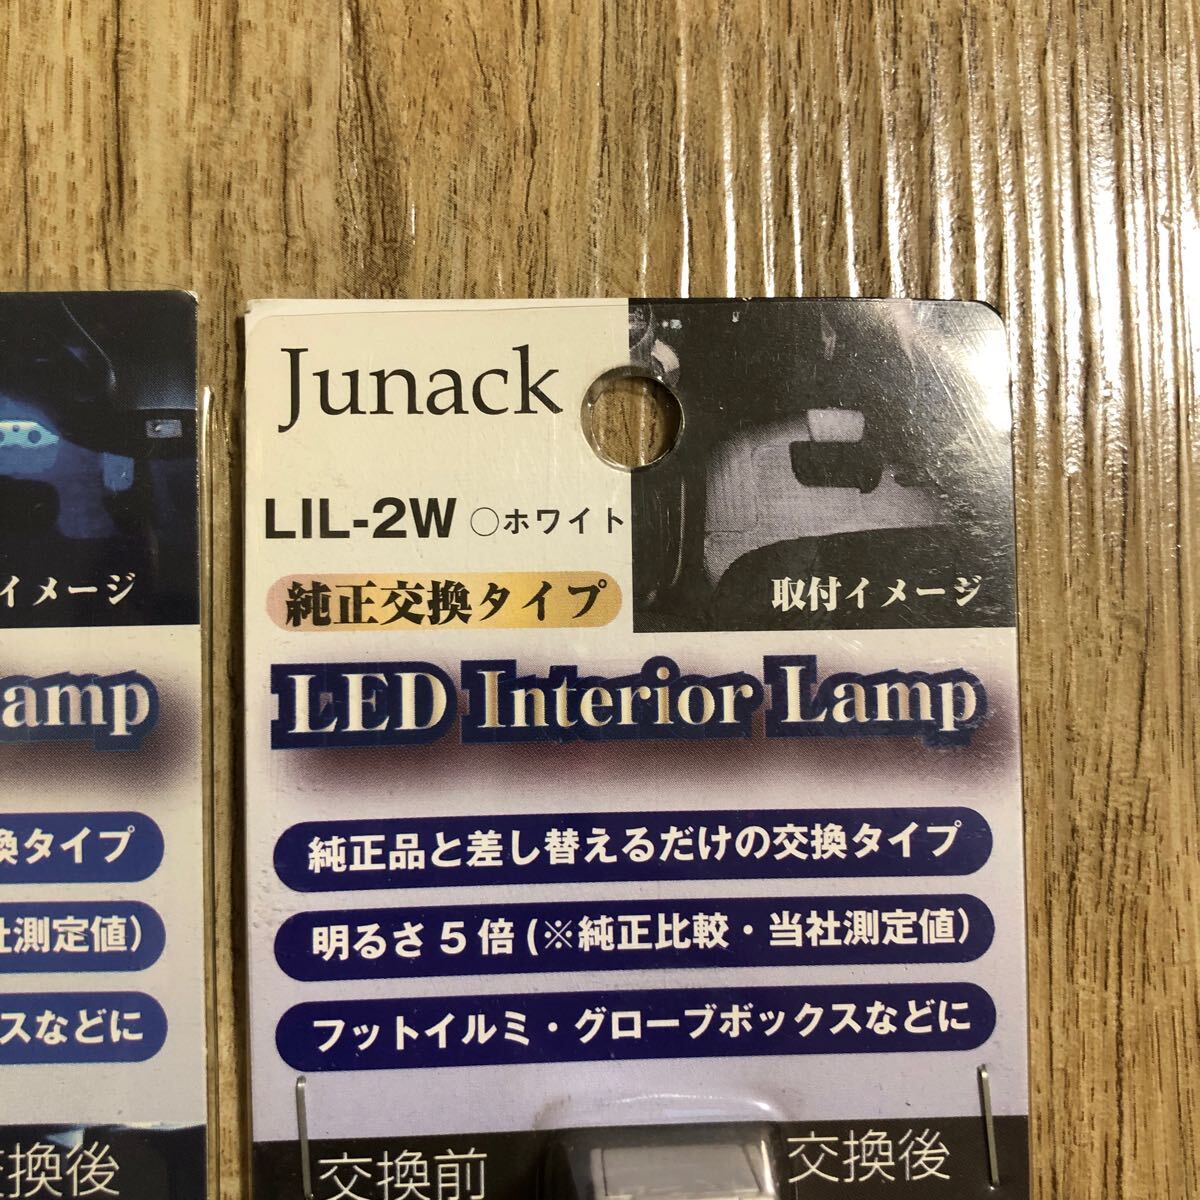 イメージ
amp
換タイプ
社測定値)
スなどに
換後
Junack
LIL-2W ○ホワイト
純正交換タイプ
取付イメージ
LED Interior Lamp
純正品と差し替えるだけの交換タイプ
明るさ5倍(※純正比較・当社測定値)
フットイルミ・グローブボックスなどに
交換前
交換後